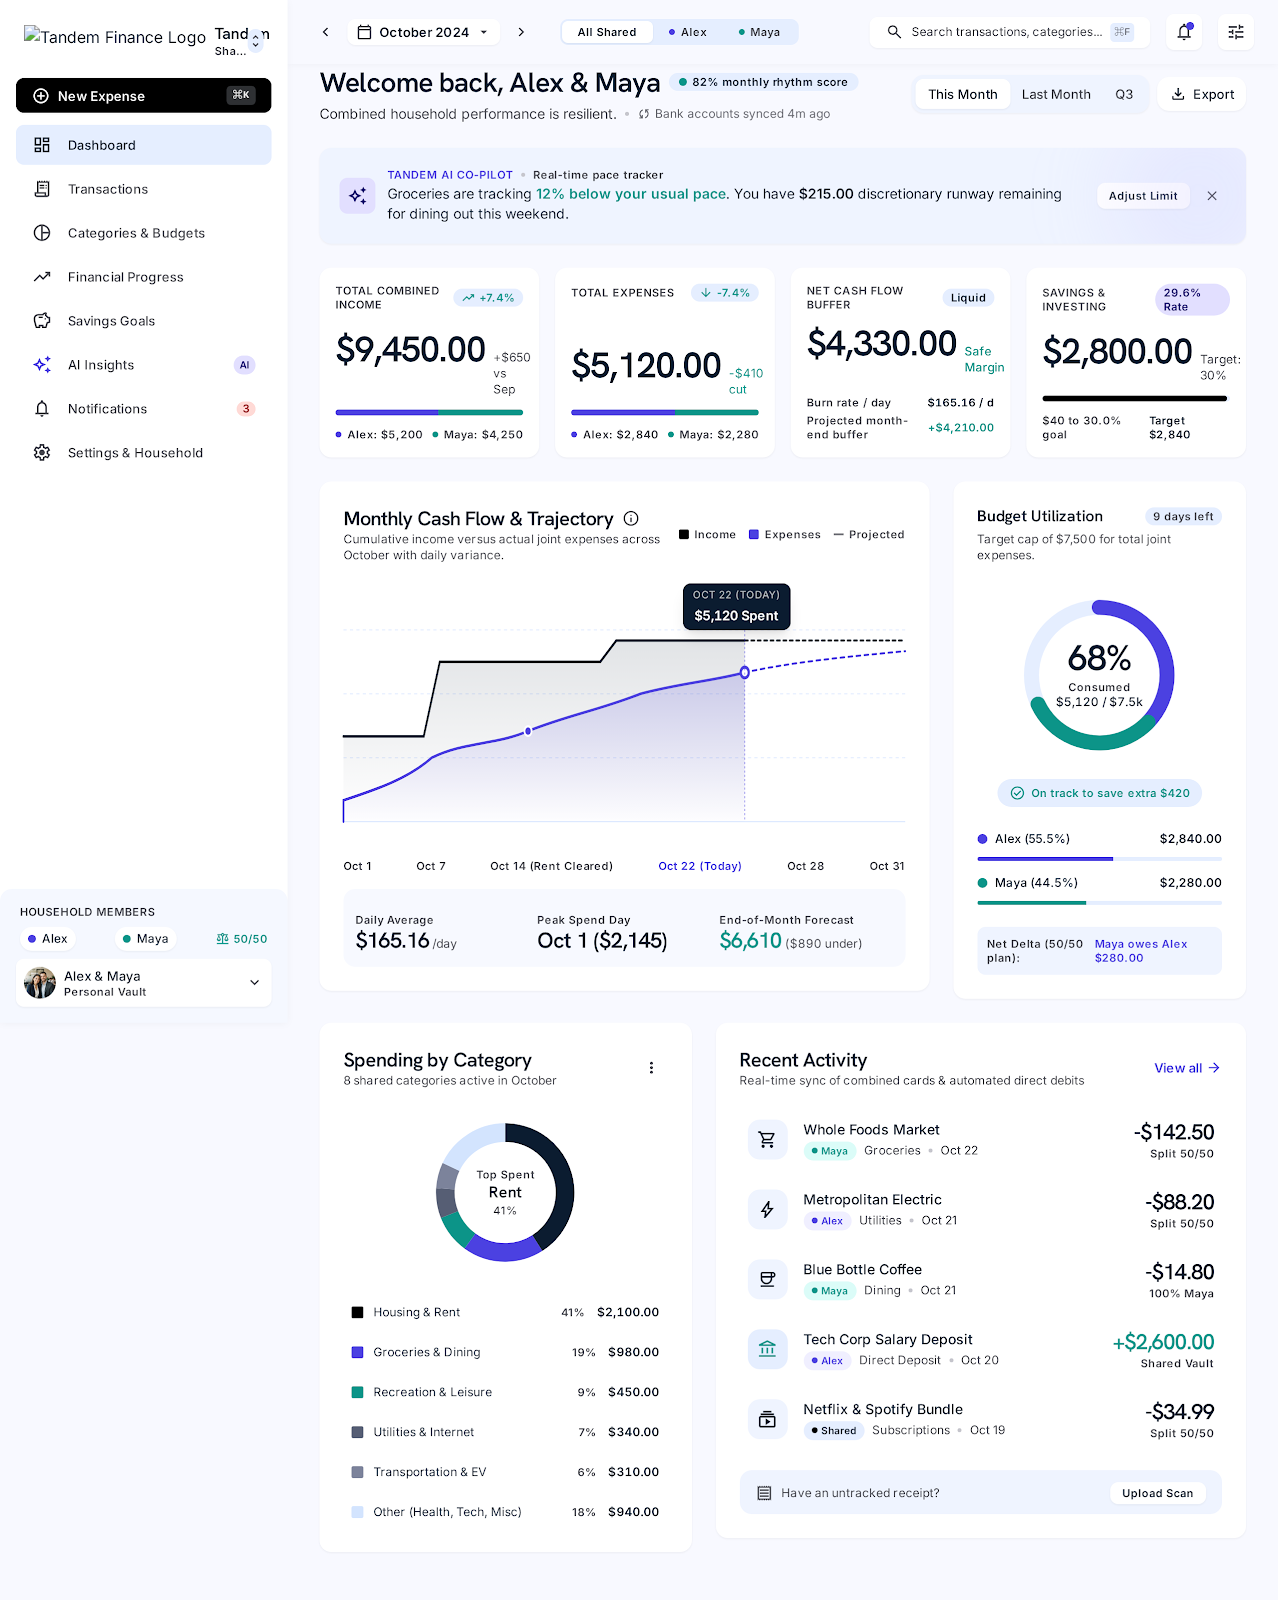 Tandem Finance Logo
Tandem
Sha...
New Expense ⌘K
Dashboard
Transactions
Categories & Budgets
Financial Progress
Savings Goals
AI Insights AI
Notifications 3
Settings & Household
HOUSEHOLD MEMBERS
Alex Maya 50/50
Alex & Maya
Personal Vault
October 2024
All Shared Alex Maya
Search transactions, categories... ⌘F
Welcome back, Alex & Maya 82% monthly rhythm score
Combined household performance is resilient. • Bank accounts synced 4m ago
This Month Last Month Q3 Export
TANDEM AI CO-PILOT • Real-time pace tracker
Groceries are tracking 12% below your usual pace. You have $215.00 discretionary runway remaining
for dining out this weekend.
Adjust Limit
TOTAL COMBINED
INCOME
+7.4%
$9,450.00 +$650
vs
Sep
Alex: $5,200 Maya: $4,250
TOTAL EXPENSES -7.4%
$5,120.00 -$410
cut
Alex: $2,840 Maya: $2,280
NET CASH FLOW
BUFFER
Liquid
$4,330.00 Safe
Margin
Burn rate / day $165.16 / d
Projected month-
end buffer
+$4,210.00
SAVINGS &
INVESTING
29.6%
Rate
$2,800.00 Target:
30%
$40 to 30.0%
goal
Target
$2,840
Monthly Cash Flow & Trajectory
Cumulative income versus actual joint expenses across
October with daily variance.
Income Expenses Projected
OCT 22 (TODAY)
$5,120 Spent
Oct 1 Oct 7 Oct 14 (Rent Cleared) Oct 22 (Today) Oct 28 Oct 31
Daily Average
$165.16 /day
Peak Spend Day
Oct 1 ($2,145)
End-of-Month Forecast
$6,610 ($890 under)
Budget Utilization 9 days left
Target cap of $7,500 for total joint
expenses.
68%
Consumed
$5,120 / $7.5k
On track to save extra $420
Alex (55.5%) $2,840.00
Maya (44.5%) $2,280.00
Net Delta (50/50
plan):
Maya owes Alex
$280.00
Spending by Category
8 shared categories active in October
Top Spent
Rent
41%
Housing & Rent 41% $2,100.00
Groceries & Dining 19% $980.00
Recreation & Leisure 9% $450.00
Utilities & Internet 7% $340.00
Transportation & EV 6% $310.00
Other (Health, Tech, Misc) 18% $940.00
Recent Activity
Real-time sync of combined cards & automated direct debits
View all
Whole Foods Market -$142.50
Maya Groceries • Oct 22 Split 50/50
Metropolitan Electric -$88.20
Alex Utilities • Oct 21 Split 50/50
Blue Bottle Coffee -$14.80
Maya Dining • Oct 21 100% Maya
Tech Corp Salary Deposit +$2,600.00
Alex Direct Deposit • Oct 20 Shared Vault
Netflix & Spotify Bundle -$34.99
Shared Subscriptions • Oct 19 Split 50/50
Have an untracked receipt? Upload Scan